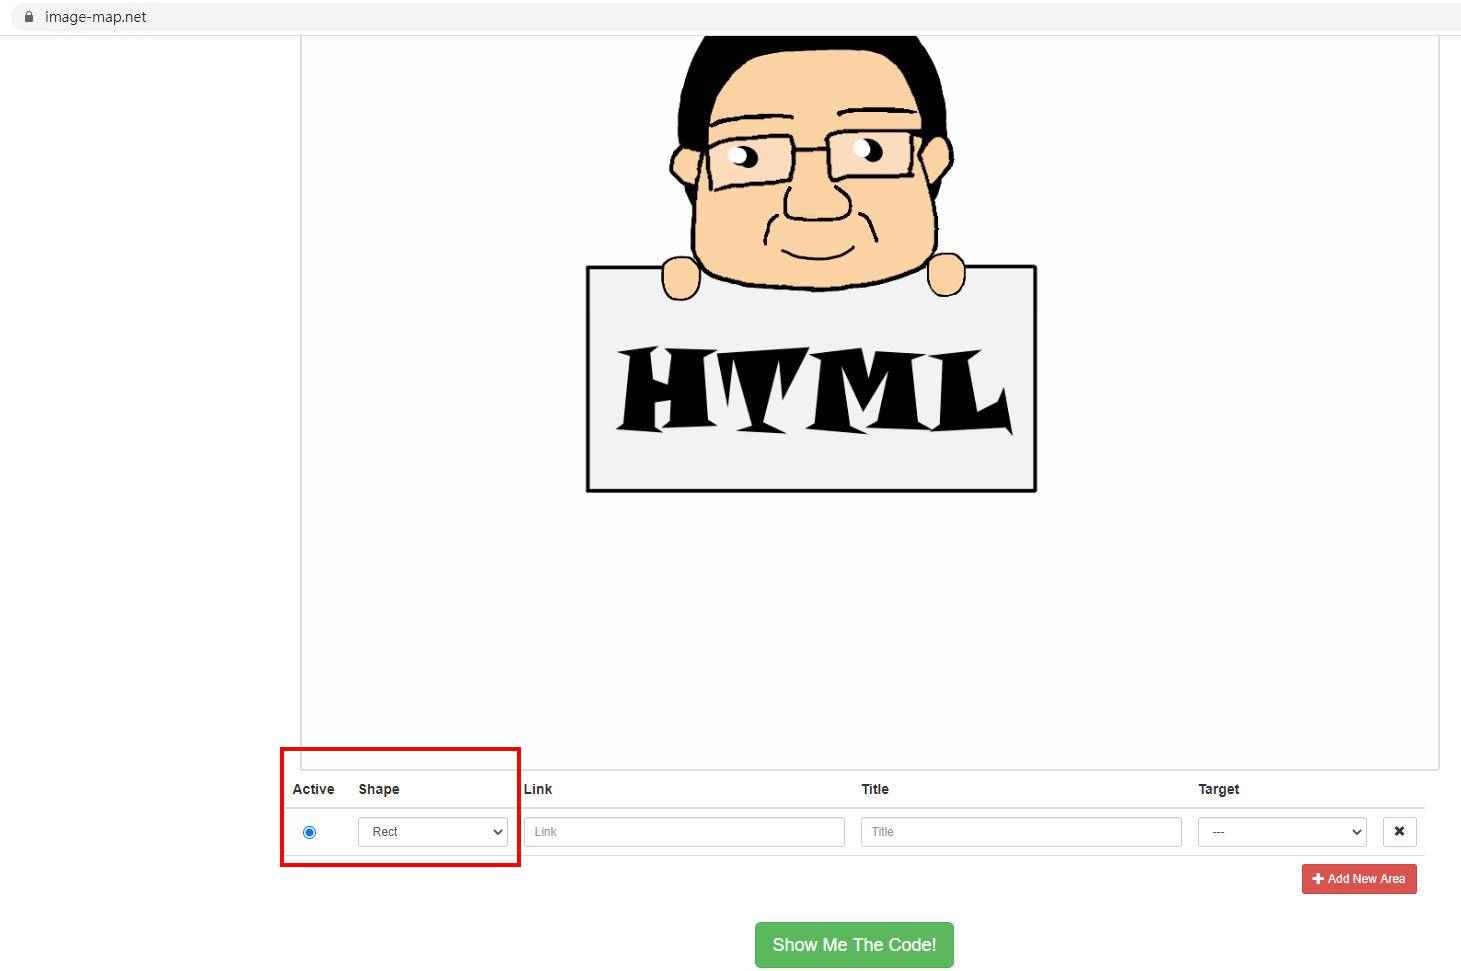 image-map.net
HTML
Active Shape Link Title Target
Rect Link Title ---
Add New Area
Show Me The Code!